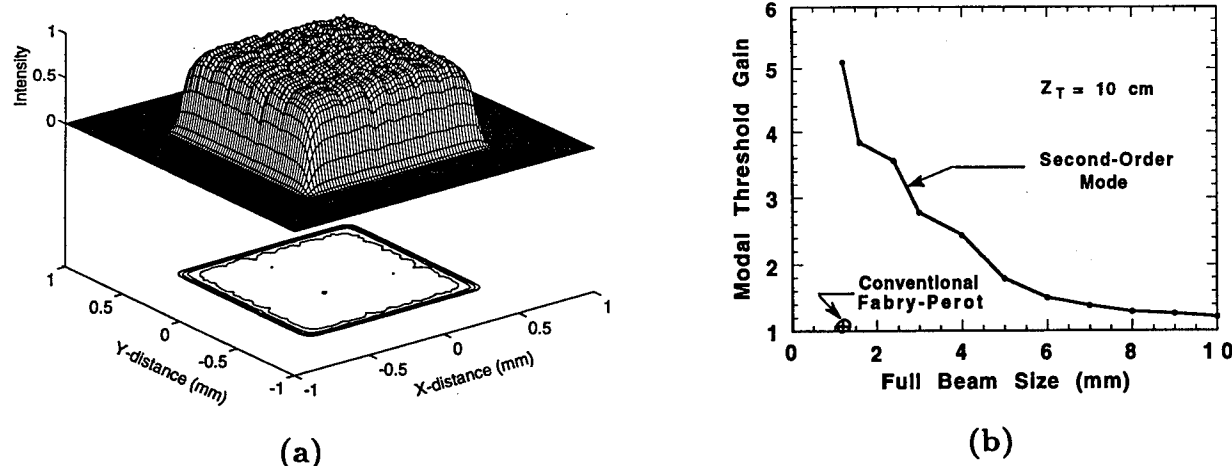 Intensity
1
0.5
0
1
0.5
0
-0.5
-1
Y-distance (mm)
-1
-0.5
0
0.5
1
X-distance (mm)
(a)
Modal Threshold Gain
6
5
4
3
2
1
Z_T = 10 cm
Second-Order
Mode
Conventional
Fabry-Perot
0 2 4 6 8 10
Full Beam Size (mm)
(b)